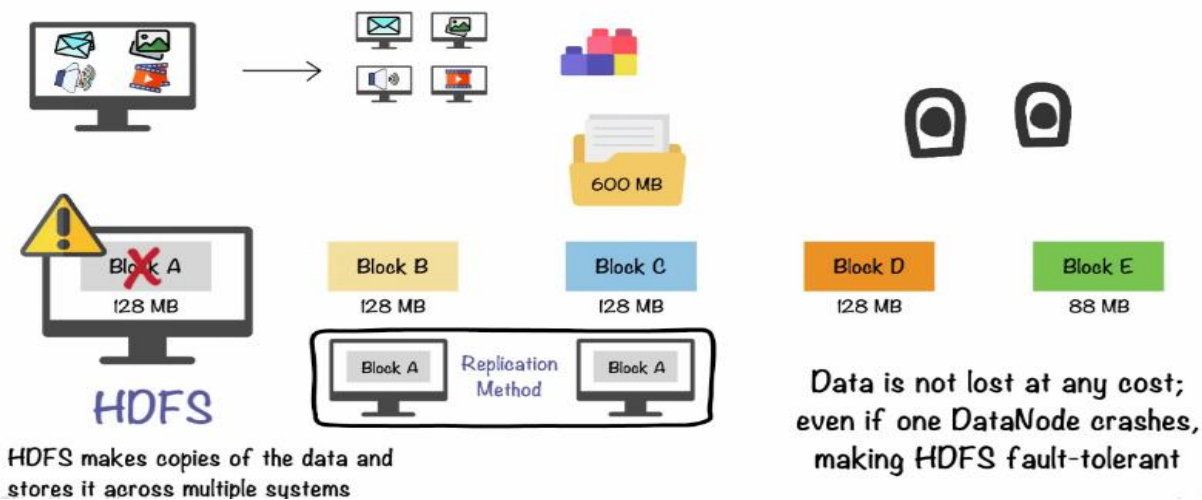 600 MB
Block A
128 MB
Block B
128 MB
Block C
128 MB
Block D
128 MB
Block E
88 MB
Block A
Replication
Method
Block A
HDFS
HDFS makes copies of the data and
stores it across multiple systems
Data is not lost at any cost;
even if one DataNode crashes,
making HDFS fault-tolerant